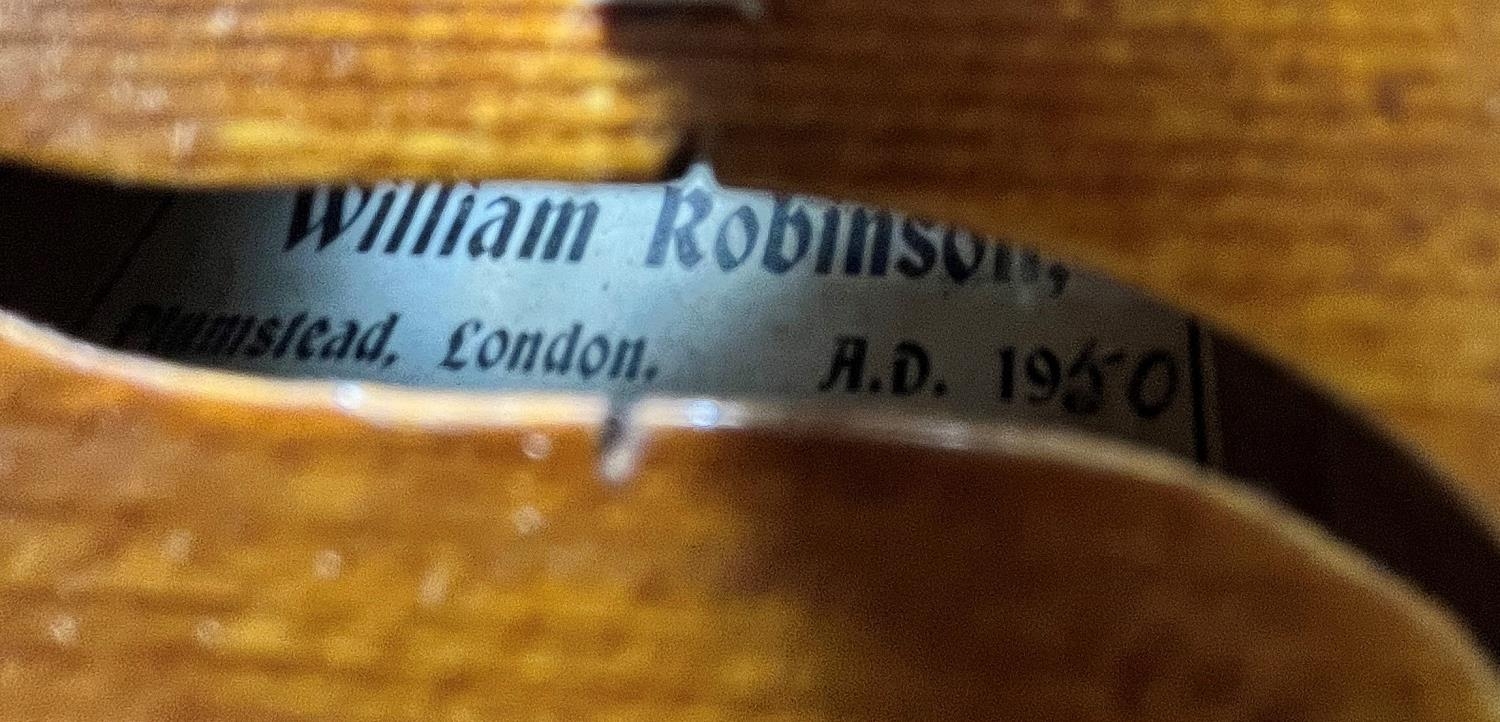 William Robinson,
Plumstead, London. A.D. 1950